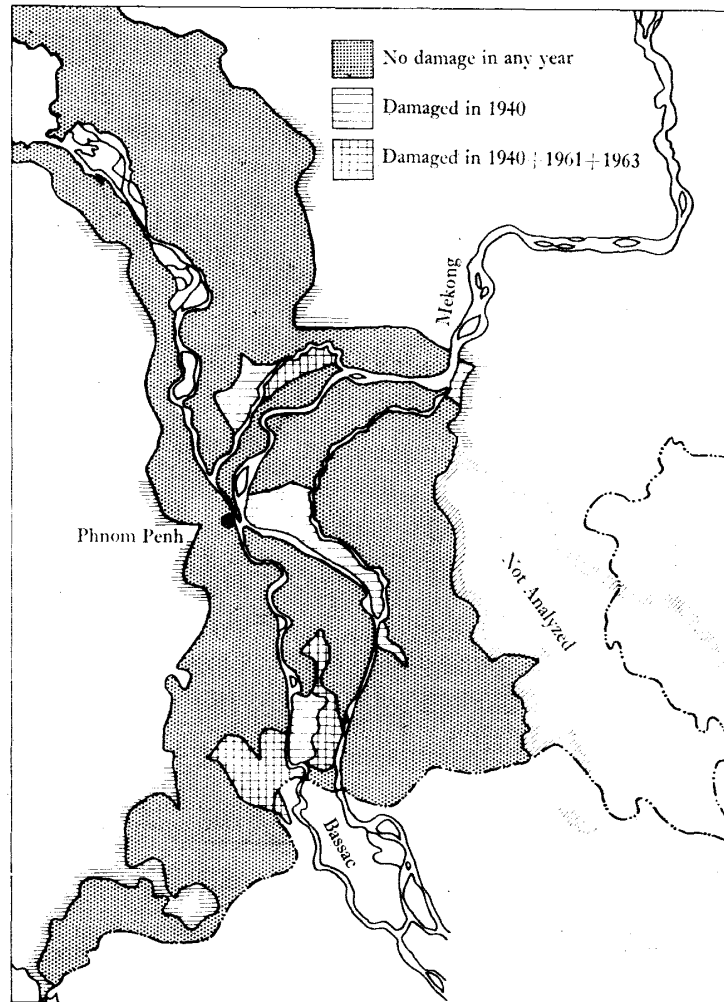 No damage in any year
Damaged in 1940
Damaged in 1940 + 1961 + 1963
Mekong
Phnom Penh
Not Analyzed
Bassac